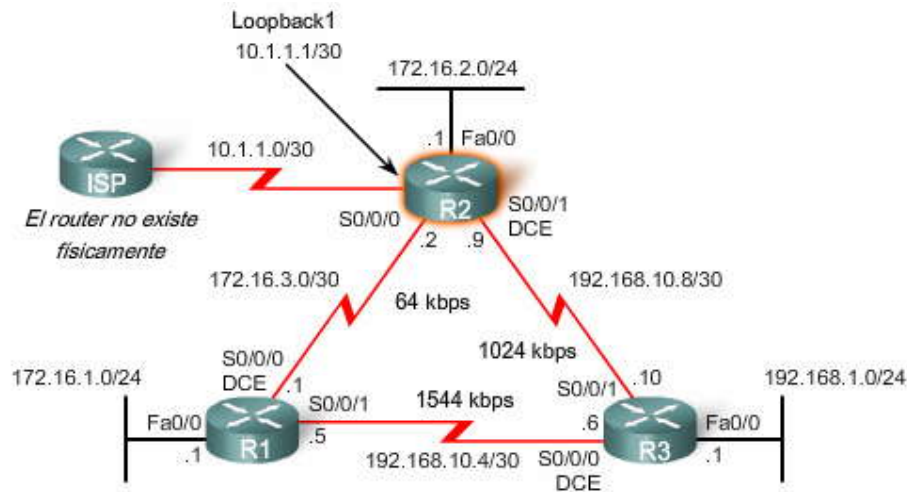 Loopback1
10.1.1.1/30
172.16.2.0/24
.1
Fa0/0
10.1.1.0/30
ISP
El router no existe
físicamente
R2
S0/0/0
S0/0/1
DCE
.2
.9
172.16.3.0/30
192.168.10.8/30
64 kbps
1024 kbps
172.16.1.0/24
S0/0/0
DCE
.1
S0/0/1
1544 kbps
S0/0/1
.10
192.168.1.0/24
Fa0/0
.1
R1
.5
.6
R3
Fa0/0
.1
192.168.10.4/30
S0/0/0
DCE